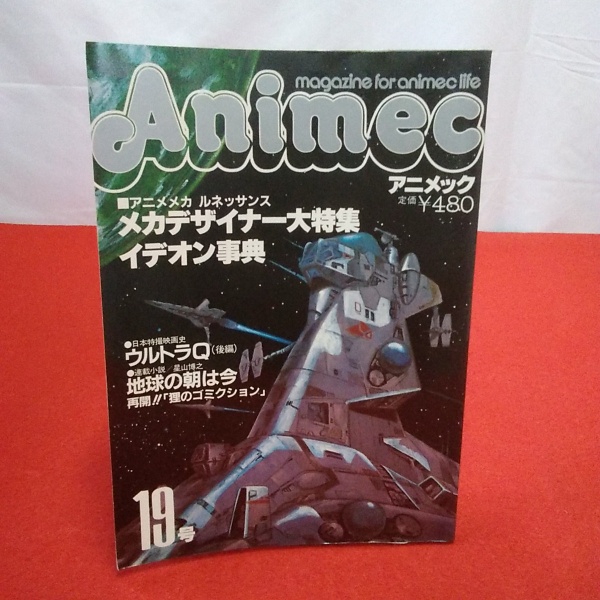 magazine for animec life
Animec
アニメック
定価¥480
■アニメメカ ルネッサンス
メカデザイナー大特集
イデオン事典
●日本特撮映画史
ウルトラQ(後編)
●連載小説/星山博之
地球の朝は今
再開!!「狸のゴミクション」
19号